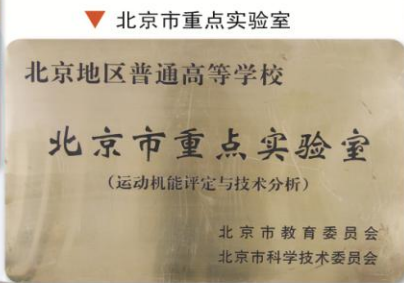 ▼ 北京市重点实验室
北京地区普通高等学校
北京市重点实验室
(运动机能评定与技术分析)
北京市教育委员会
北京市科学技术委员会